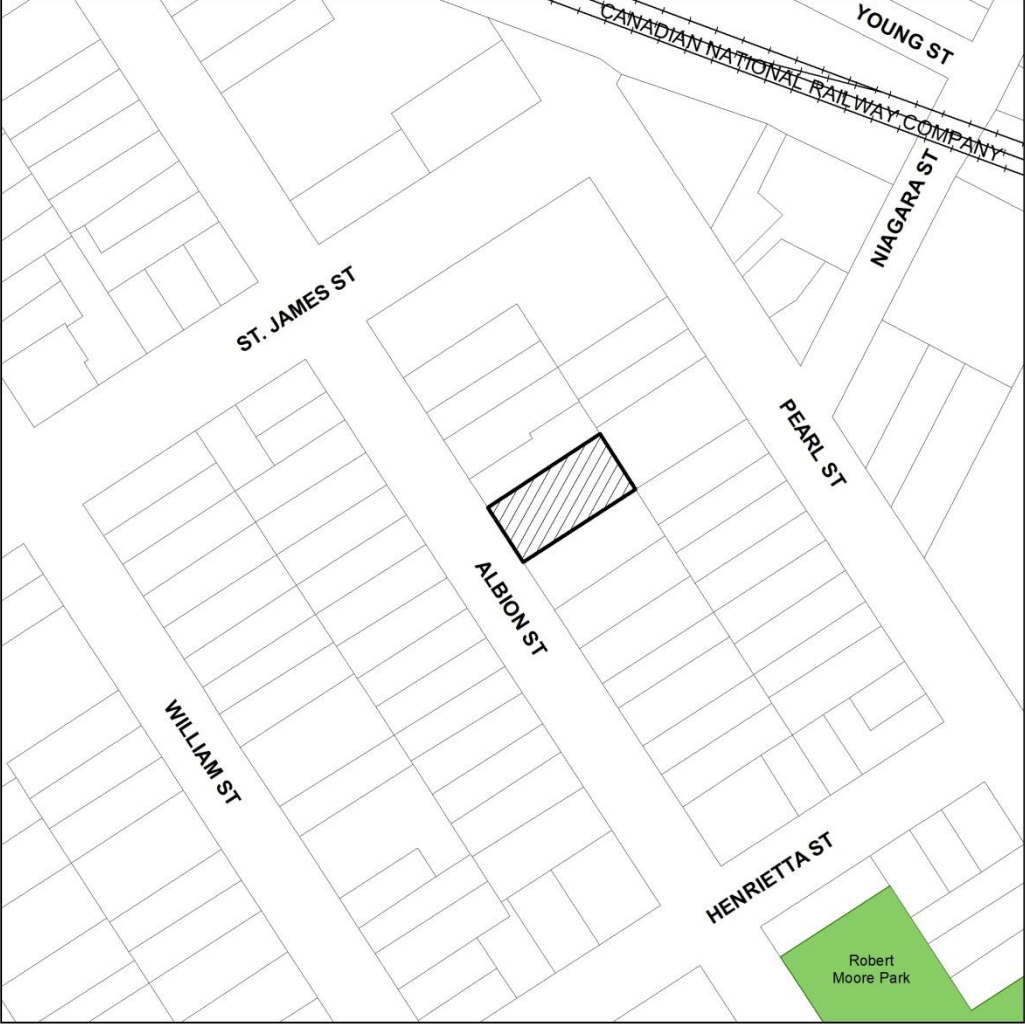 YOUNG ST
CANADIAN NATIONAL RAILWAY COMPANY
NIAGARA ST
ST. JAMES ST
PEARL ST
ALBION ST
WILLIAM ST
HENRIETTA ST
Robert
Moore Park